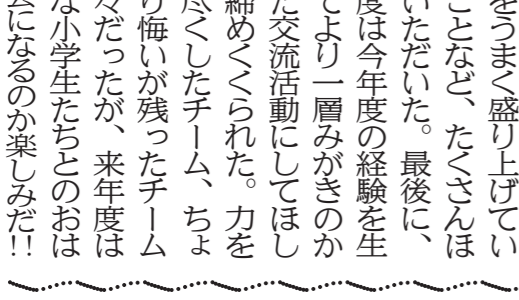 をうまく盛り上げてい
ことなど、たくさんほ
いただいた。最後に、
度は今年度の経験を生
てより一層みがきのか
た交流活動にしてほし
締めくくられた。力を
尽くしたチーム、ちょ
り悔いが残ったチーム
々だったが、来年度は
な小学生たちとのおは
会になるのか楽しみだ!!